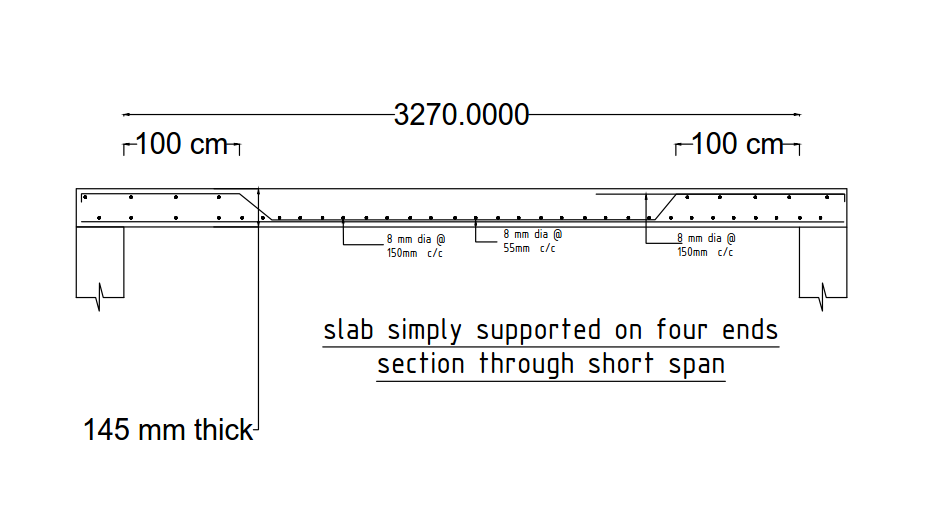 3270.0000
100 cm
100 cm
8 mm dia @
150mm c/c
8 mm dia @
55mm c/c
8 mm dia @
150mm c/c
slab simply supported on four ends
section through short span
145 mm thick